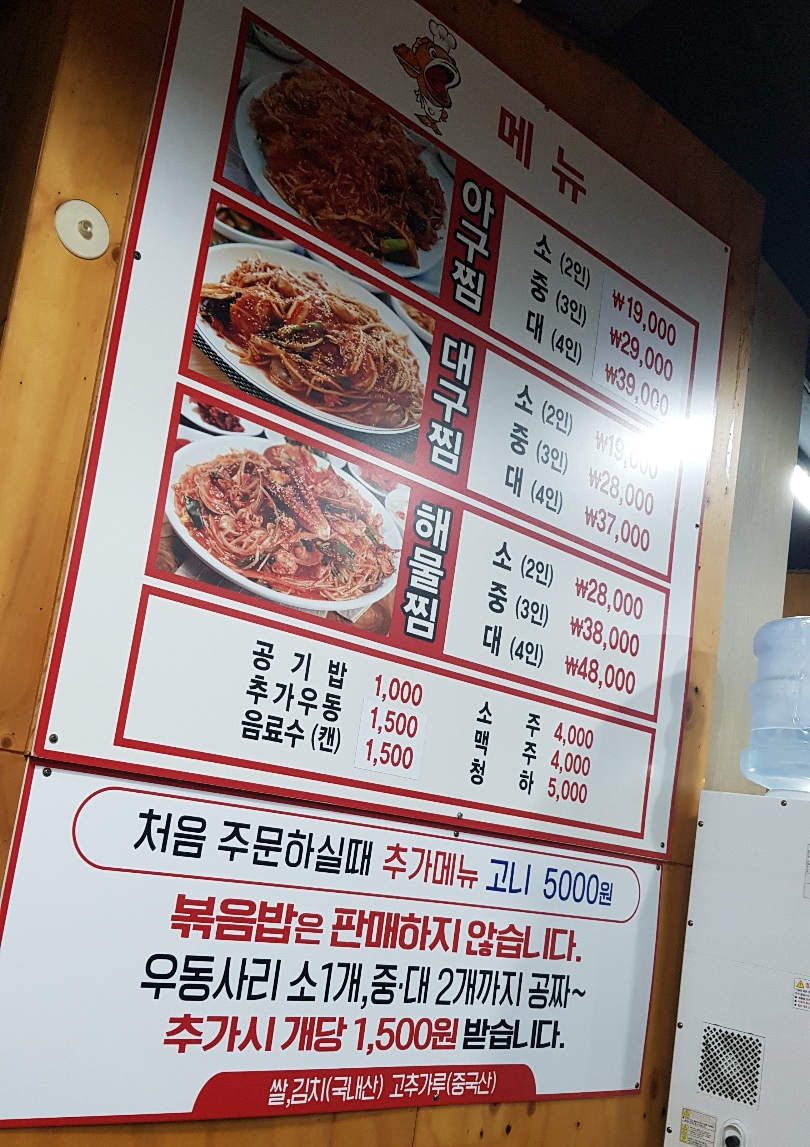 메뉴
아구찜
소 (2인) ₩19,000
중 (3인) ₩29,000
대 (4인) ₩39,000
대구찜
소 (2인) ₩19,000
중 (3인) ₩28,000
대 (4인) ₩37,000
해물찜
소 (2인) ₩28,000
중 (3인) ₩38,000
대 (4인) ₩48,000
공기밥 1,000
추가우동 1,500
음료수 (캔) 1,500
소주 4,000
맥주 4,000
청하 5,000
처음 주문하실때 추가메뉴 고니 5000원
볶음밥은 판매하지 않습니다.
우동사리 소1개,중·대 2개까지 공짜~
추가시 개당 1,500원 받습니다.
쌀,김치(국내산) 고추가루(중국산)